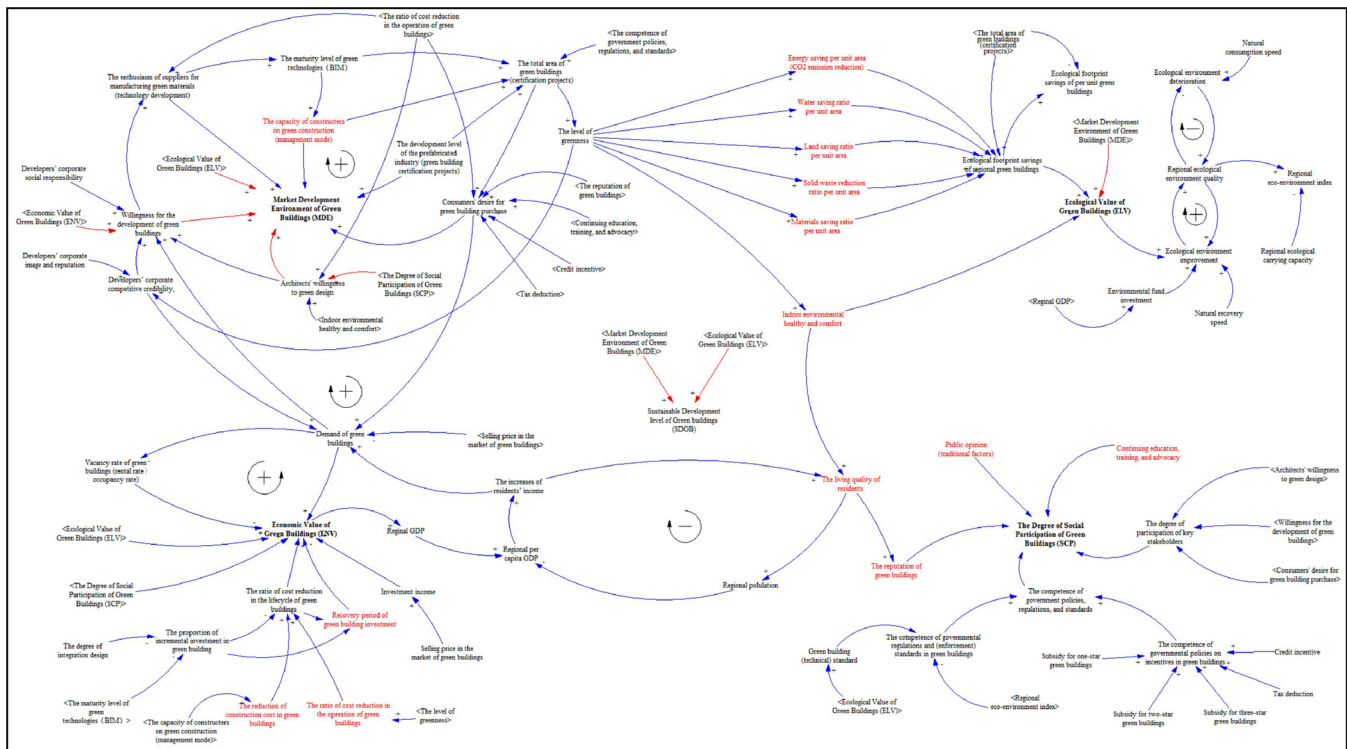 <The ratio of cost reduction
in the operation of green
buildings>
The maturity level of green
technologies (BIM)
The enthusiasm of suppliers for
manufacturing green materials
(technology development)
The capacity of constructers
on green construction
(management mode)
The total area of
green buildings
(certification projects)
<The competence of
government policies,
regulations, and standards>
The development level
of the prefabricated
industry (green building
certification projects)
The level of
greenness
<Ecological Value of
Green Buildings (ELV)>
Developers' corporate
social responsibility
<Economic Value of
Green Buildings (ENV)>
Willingness for the
development of green
buildings
Developers' corporate
image and reputation
Developers' corporate
competitive credibility,
Market Development
Environment of Green
Buildings (MDE)
Consumers' desire for
green building purchase
<The reputation of
green buildings>
<Continuing education,
training, and advocacy>
<Credit incentive>
<Tax deduction>
Architects' willingness
to green design
<The Degree of Social
Participation of Green
Buildings (SCP)>
<Indoor environmental
healthy and comfort>
Energy saving per unit area
(CO2 emission reduction)
Water saving ratio
per unit area
Land saving ratio
per unit area
Solid waste reduction
ratio per unit area
Materials saving ratio
per unit area
<The total area of
green buildings
(certification
projects)>
Ecological footprint
savings of per unit green
buildings
Ecological footprint savings
of regional green buildings
<Market Development
Environment of Green
Buildings (MDE)>
Ecological Value of
Green Buildings (ELV)
Natural
consumption speed
Ecological environment
deterioration
Regional ecological
environment quality
Regional
eco-environment index
Regional ecological
carrying capacity
Ecological environment
improvement
Environmental fund
investment
<Reginal GDP>
Natural recovery
speed
Indoor environmental
healthy and comfort
<Market Development
Environment of Green
Buildings (MDE)>
<Ecological Value of
Green Buildings (ELV)>
Sustainable Development
level of Green buildings
(SDGB)
Demand of green
buildings
<Selling price in the
market of green buildings>
Vacancy rate of green
buildings (rental rate /
occupancy rate)
The increases of
residents' income
The living quality of
residents
<Ecological Value of
Green Buildings (ELV)>
Economic Value of
Green Buildings (ENV)
Reginal GDP
Regional per
capita GDP
Regional polulation
The reputation of
green buildings
<The Degree of Social
Participation of Green
Buildings (SCP)>
The ratio of cost reduction
in the lifecycle of green
buildings
Investment income
Recovery period of
green building investment
Selling price in the
market of green buildings
The degree of
integration design
The proportion of
incremental investment in
green building
<The maturity level of
green
technologies (BIM) >
<The capacity of constructers
on green construction
(management mode)>
The reduction of
construction cost in green
buildings
The ratio of cost reduction
in the operation of green
buildings
<The level of
greenness>
Public opinion
(traditional factors)
Continuing education,
training, and advocacy
<Architects' willingness
to green design>
The Degree of Social
Participation of Green
Buildings (SCP)
The degree of
participation of key
stakeholders
<Willingness for the
development of green
buildings>
<Consumers' desire for
green building purchase>
The competence of
government policies,
regulations, and standards
Green building
(technical) standard
The competence of governmental
regulations and (enforcement)
standards in green buildings
<Ecological Value of
Green Buildings (ELV)>
<Regional
eco-environment index>
The competence of
governmental policies on
incentives in green buildings
Subsidy for one-star
green buildings
Subsidy for two-star
green buildings
Subsidy for three-star
green buildings
Credit incentive
Tax deduction